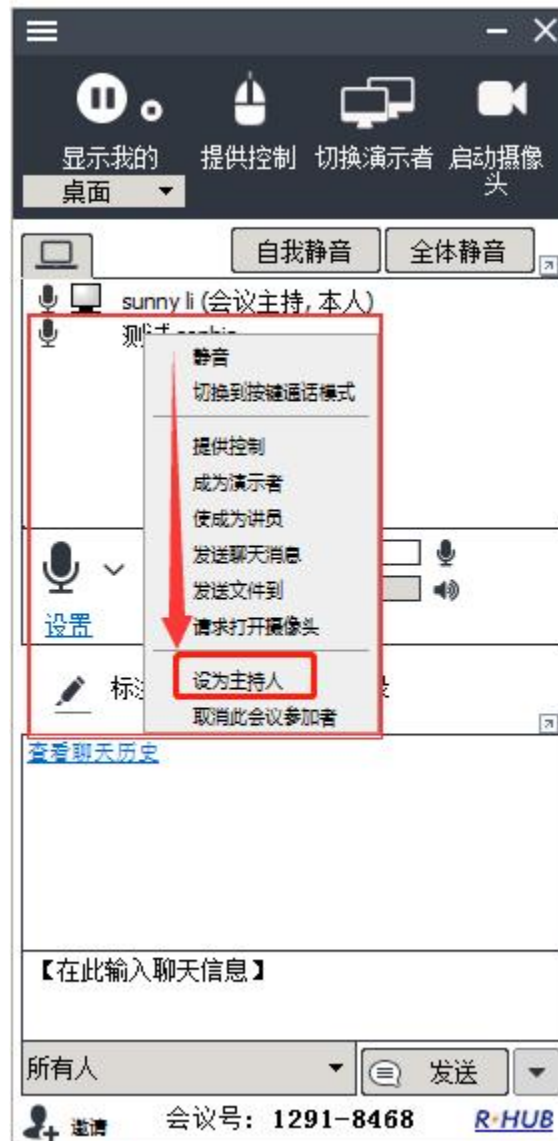 显示我的
桌面
提供控制
切换演示者
启动摄像
头
自我静音
全体静音
sunny li (会议主持, 本人)
测试
静音
切换到按键通话模式
提供控制
成为演示者
使成为讲员
发送聊天消息
发送文件到
请求打开摄像头
设置
设为主持人
标
取消此会议参加者
查看聊天历史
【在此输入聊天信息】
所有人
发送
邀请
会议号: 1291-8468
R·HUB